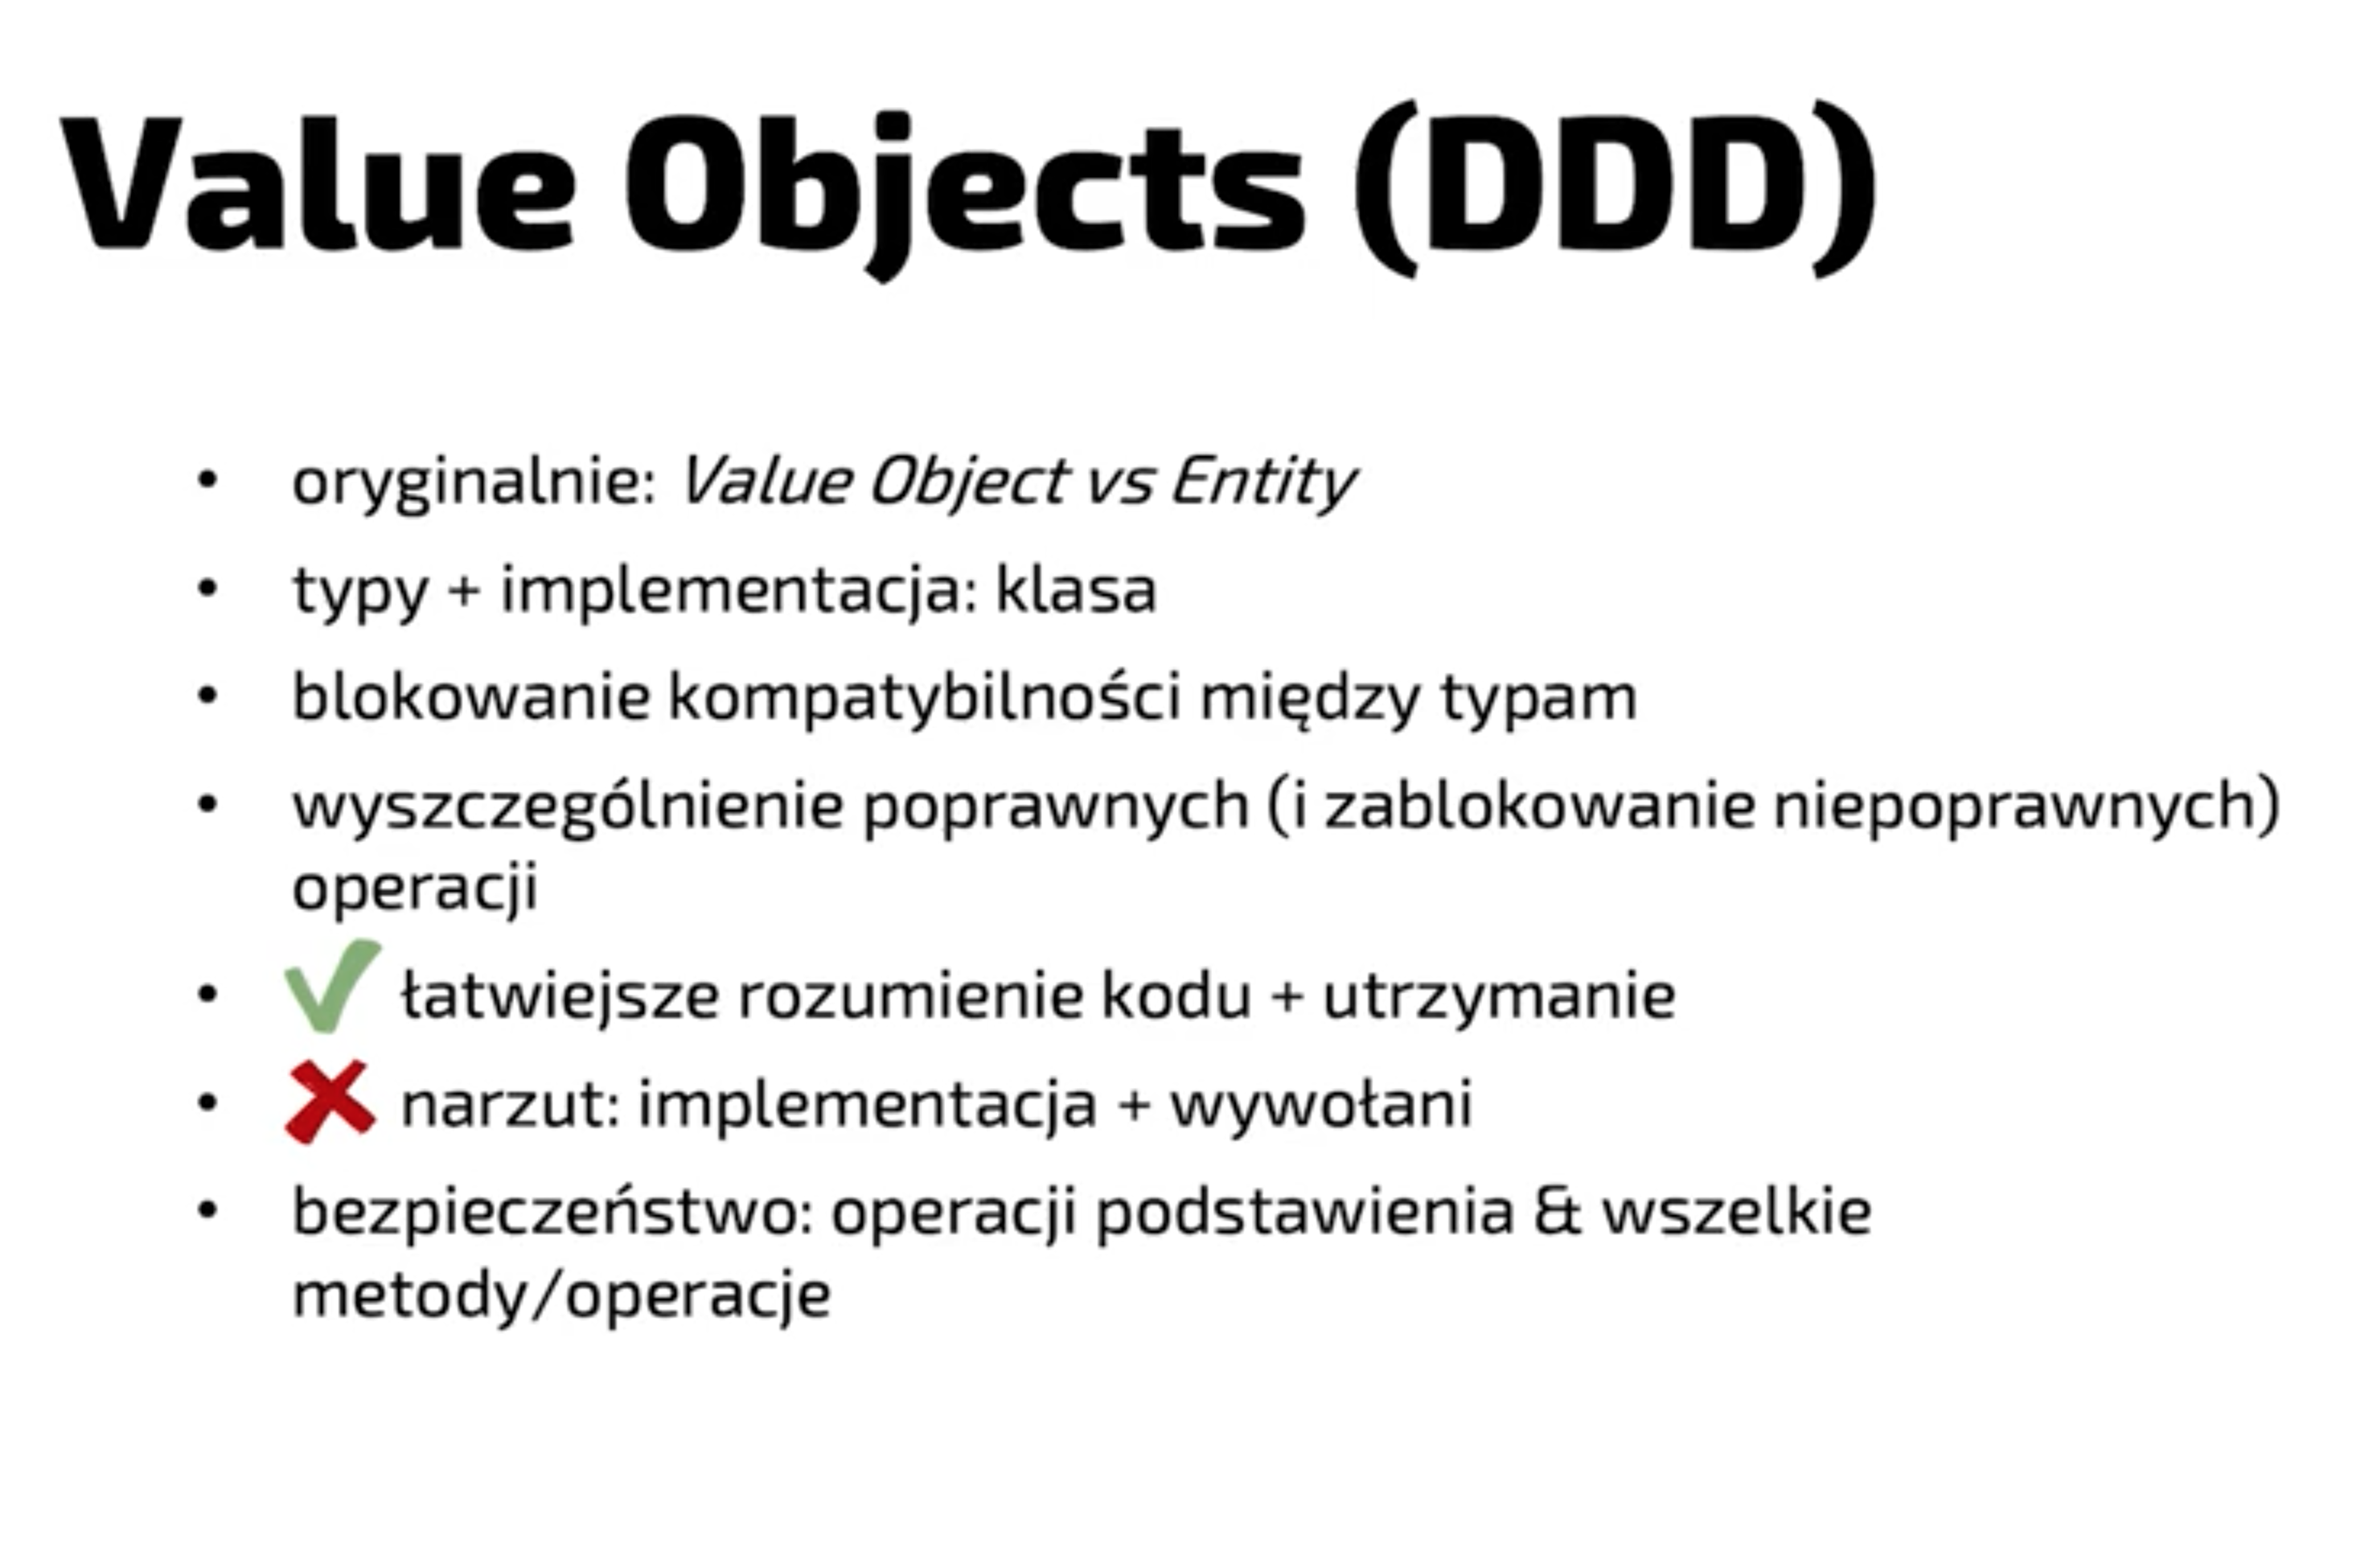 Value Objects (DDD)
• oryginalnie: Value Object vs Entity
• typy + implementacja: klasa
• blokowanie kompatybilności między typam
• wyszczególnienie poprawnych (i zablokowanie niepoprawnych)
operacji
• ✔ łatwiejsze rozumienie kodu + utrzymanie
• ✘ narzut: implementacja + wywołani
• bezpieczeństwo: operacji podstawienia & wszelkie
metody/operacje